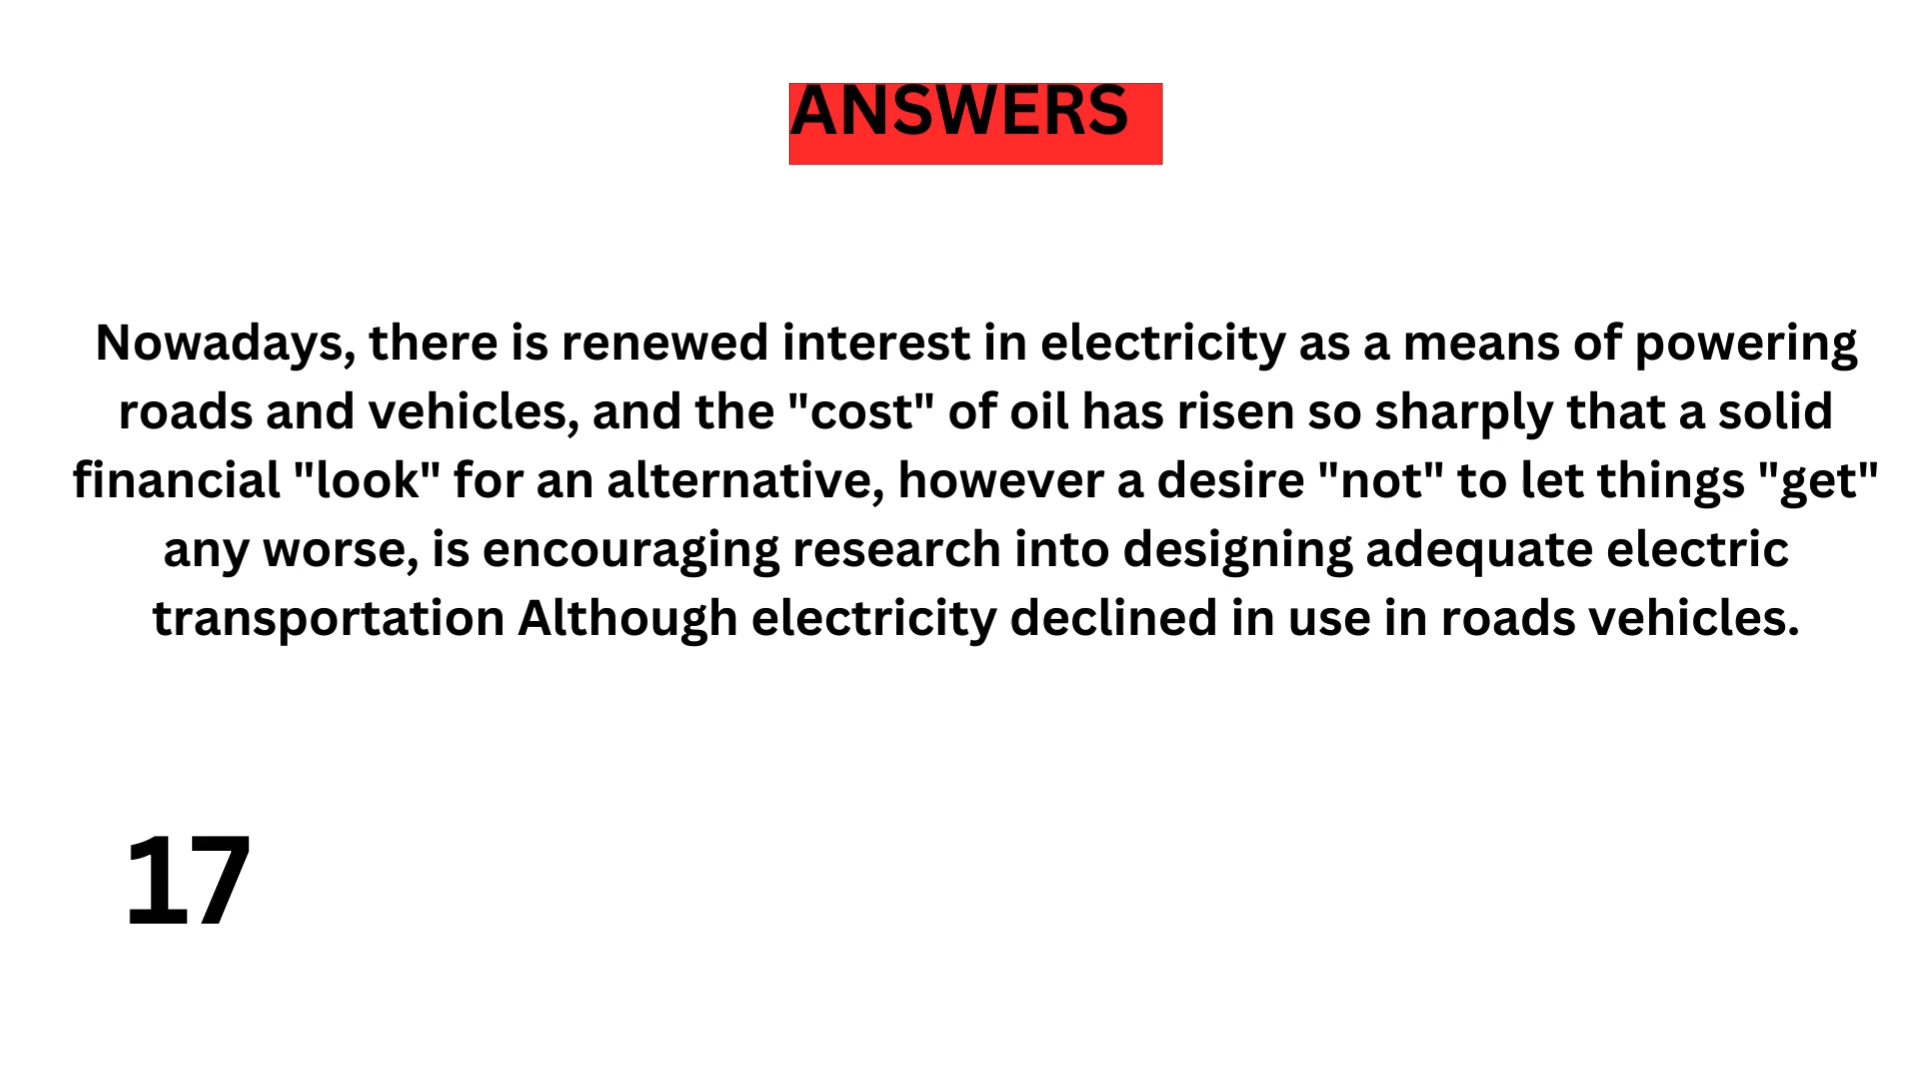 ANSWERS
Nowadays, there is renewed interest in electricity as a means of powering
roads and vehicles, and the "cost" of oil has risen so sharply that a solid
financial "look" for an alternative, however a desire "not" to let things "get"
any worse, is encouraging research into designing adequate electric
transportation Although electricity declined in use in roads vehicles.
17